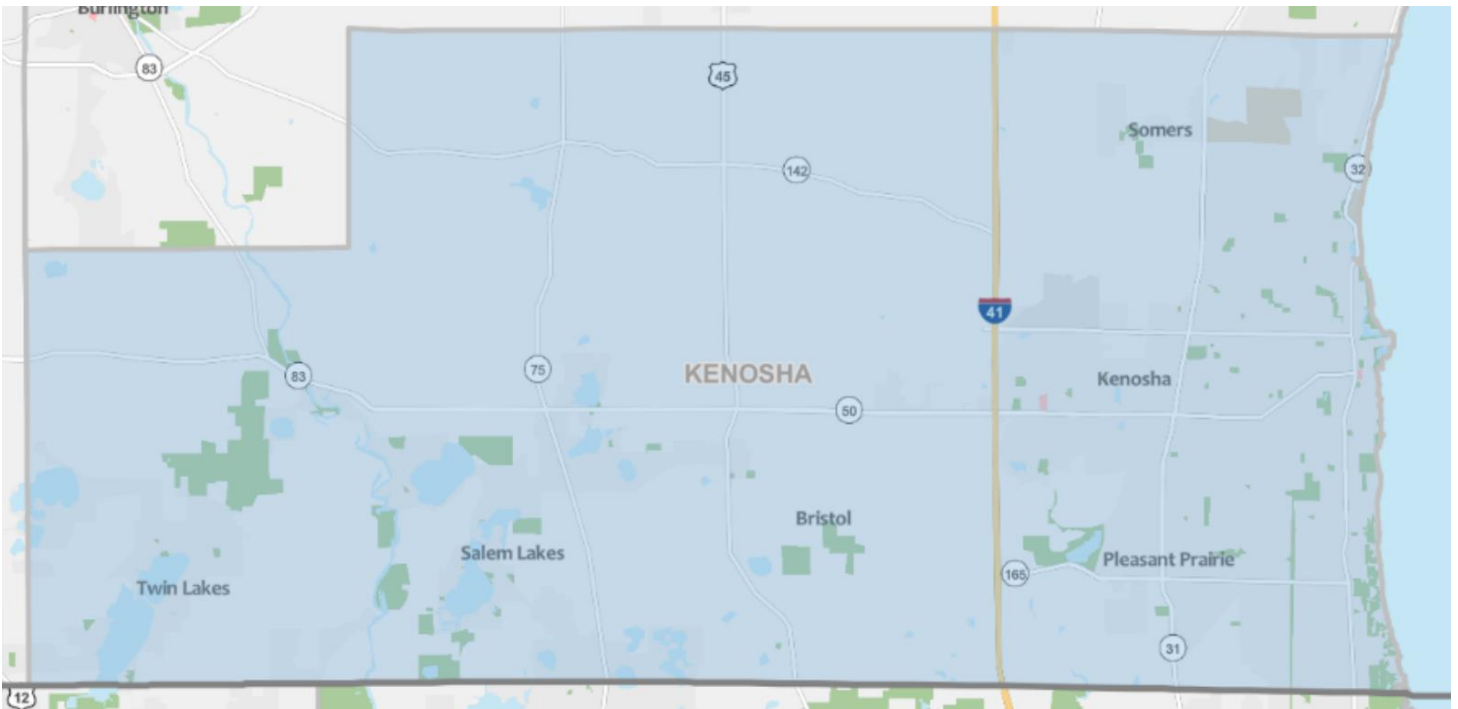 Burlington
83
45
Somers
142
32
41
KENOSHA
75
83
Kenosha
50
Bristol
Salem Lakes
Pleasant Prairie
165
Twin Lakes
31
12